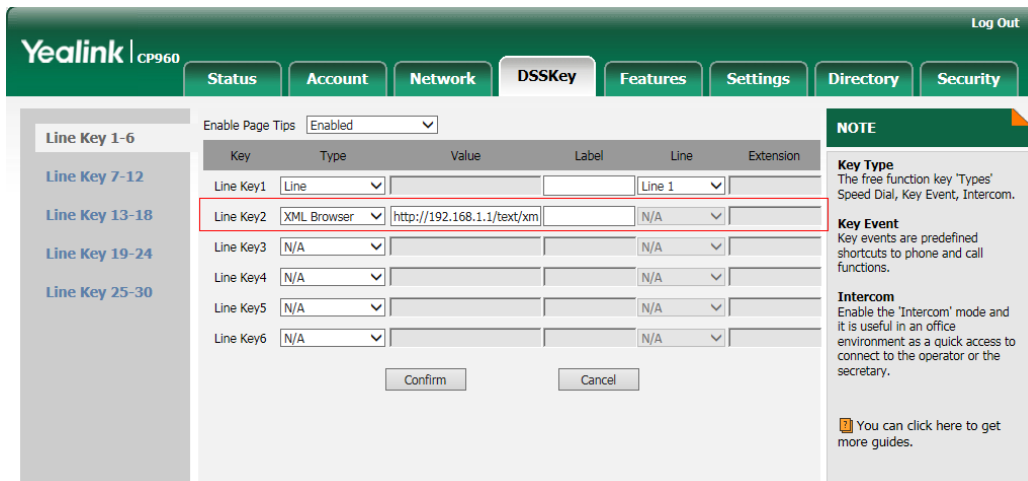 Log Out
Yealink CP960
Status Account Network DSSKey Features Settings Directory Security
Line Key 1-6
Line Key 7-12
Line Key 13-18
Line Key 19-24
Line Key 25-30
Enable Page Tips Enabled
Key Type Value Label Line Extension
Line Key1 Line Line 1
Line Key2 XML Browser http://192.168.1.1/text/xm N/A
Line Key3 N/A N/A
Line Key4 N/A N/A
Line Key5 N/A N/A
Line Key6 N/A N/A
Confirm Cancel
NOTE
Key Type
The free function key 'Types'
Speed Dial, Key Event, Intercom.
Key Event
Key events are predefined
shortcuts to phone and call
functions.
Intercom
Enable the 'Intercom' mode and
it is useful in an office
environment as a quick access to
connect to the operator or the
secretary.
? You can click here to get
more guides.